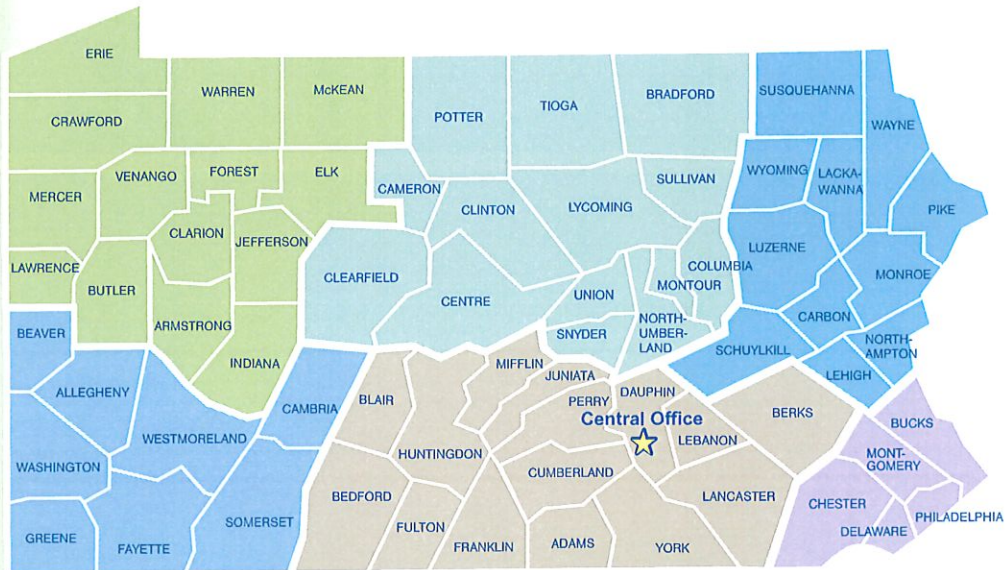 ERIE
CRAWFORD
WARREN
McKEAN
MERCER
VENANGO
FOREST
ELK
CLARION
JEFFERSON
LAWRENCE
BUTLER
ARMSTRONG
INDIANA
POTTER
TIOGA
BRADFORD
CAMERON
CLINTON
LYCOMING
SULLIVAN
CLEARFIELD
CENTRE
UNION
MONTOUR
COLUMBIA
SNYDER
NORTH-
UMBER-
LAND
SUSQUEHANNA
WAYNE
WYOMING
LACKA-
WANNA
PIKE
LUZERNE
MONROE
CARBON
SCHUYLKILL
NORTH-
AMPTON
LEHIGH
BEAVER
ALLEGHENY
WESTMORELAND
CAMBRIA
WASHINGTON
GREENE
FAYETTE
SOMERSET
BLAIR
MIFFLIN
JUNIATA
PERRY
DAUPHIN
Central Office
HUNTINGDON
LEBANON
BERKS
CUMBERLAND
BEDFORD
FULTON
FRANKLIN
ADAMS
YORK
LANCASTER
BUCKS
MONT-
GOMERY
CHESTER
DELAWARE
PHILADELPHIA